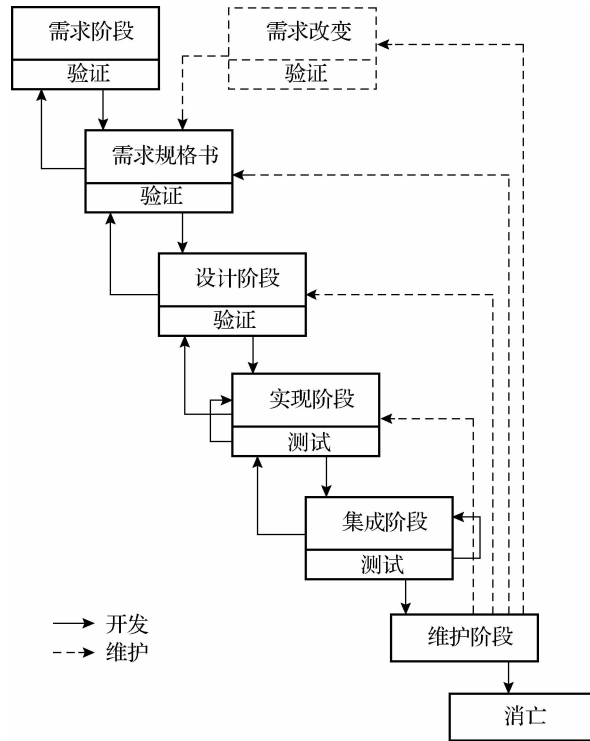 需求阶段
验证
需求改变
验证
需求规格书
验证
设计阶段
验证
实现阶段
测试
集成阶段
测试
维护阶段
消亡
开发
维护